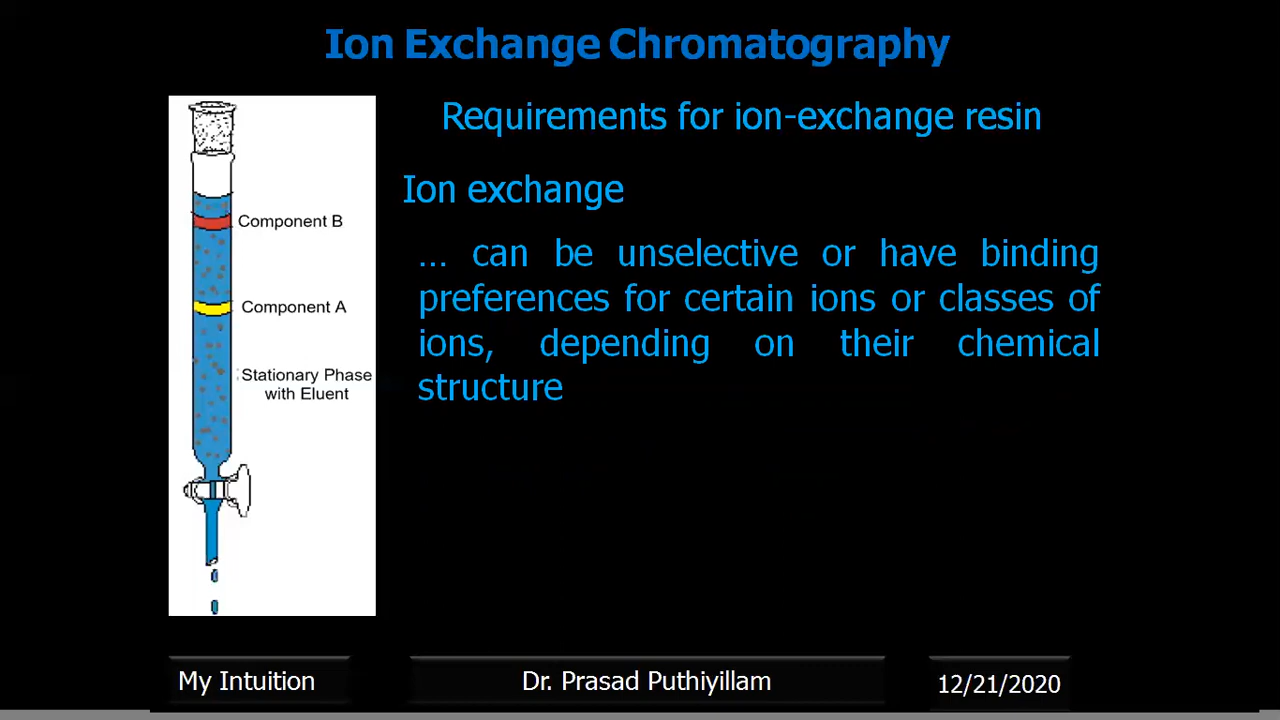 Ion Exchange Chromatography
Requirements for ion-exchange resin
Ion exchange
... can be unselective or have binding
preferences for certain ions or classes of
ions, depending on their chemical
structure
Component B
Component A
Stationary Phase
with Eluent
My Intuition
Dr. Prasad Puthiyillam
12/21/2020